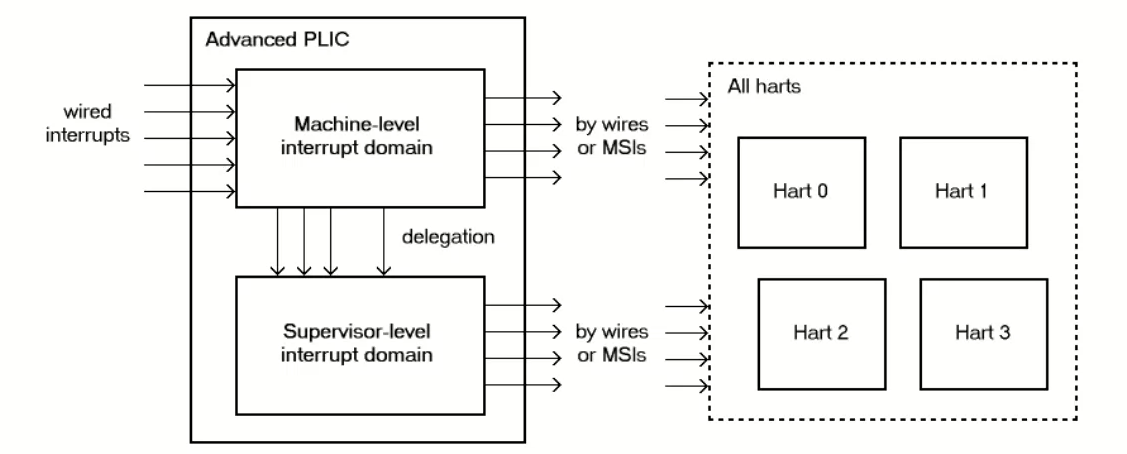 Advanced PLIC
wired
interrupts
Machine-level
interrupt domain
by wires
or MSIs
delegation
Supervisor-level
interrupt domain
by wires
or MSIs
All harts
Hart 0
Hart 1
Hart 2
Hart 3